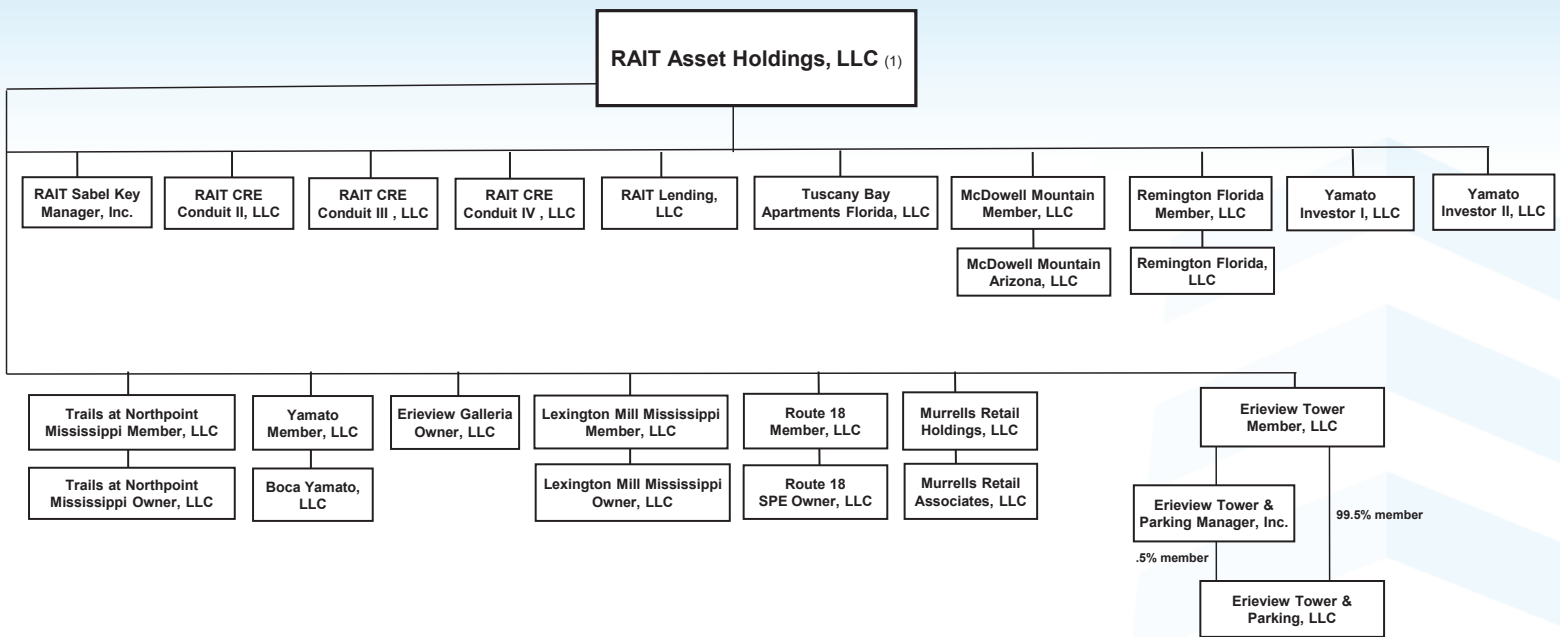 RAIT Asset Holdings, LLC (1)
RAIT Sabel Key
Manager, Inc.
RAIT CRE
Conduit II, LLC
RAIT CRE
Conduit III , LLC
RAIT CRE
Conduit IV , LLC
RAIT Lending,
LLC
Tuscany Bay
Apartments Florida, LLC
McDowell Mountain
Member, LLC
Remington Florida
Member, LLC
Yamato
Investor I, LLC
Yamato
Investor II, LLC
McDowell Mountain
Arizona, LLC
Remington Florida,
LLC
Trails at Northpoint
Mississippi Member, LLC
Yamato
Member, LLC
Erieview Galleria
Owner, LLC
Lexington Mill Mississippi
Member, LLC
Route 18
Member, LLC
Murrells Retail
Holdings, LLC
Erieview Tower
Member, LLC
Trails at Northpoint
Mississippi Owner, LLC
Boca Yamato,
LLC
Lexington Mill Mississippi
Owner, LLC
Route 18
SPE Owner, LLC
Murrells Retail
Associates, LLC
Erieview Tower &
Parking Manager, Inc.
99.5% member
.5% member
Erieview Tower &
Parking, LLC